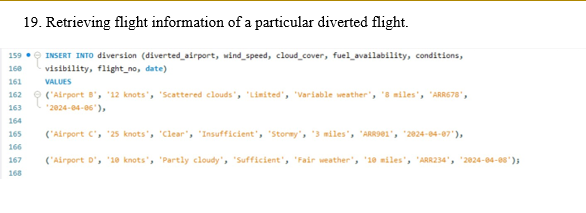 19. Retrieving flight information of a particular diverted flight.
159 INSERT INTO diversion (diverted_airport, wind_speed, cloud_cover, fuel_availability, conditions,
160 visibility, flight_no, date)
161 VALUES
162 ('Airport B', '12 knots', 'Scattered clouds', 'Limited', 'Variable weather', '8 miles', 'ARR678',
163 '2024-04-06'),
164
165 ('Airport C', '25 knots', 'Clear', 'Insufficient', 'Stormy', '3 miles', 'ARR901', '2024-04-07'),
166
167 ('Airport D', '10 knots', 'Partly cloudy', 'Sufficient', 'Fair weather', '10 miles', 'ARR234', '2024-04-08');
168